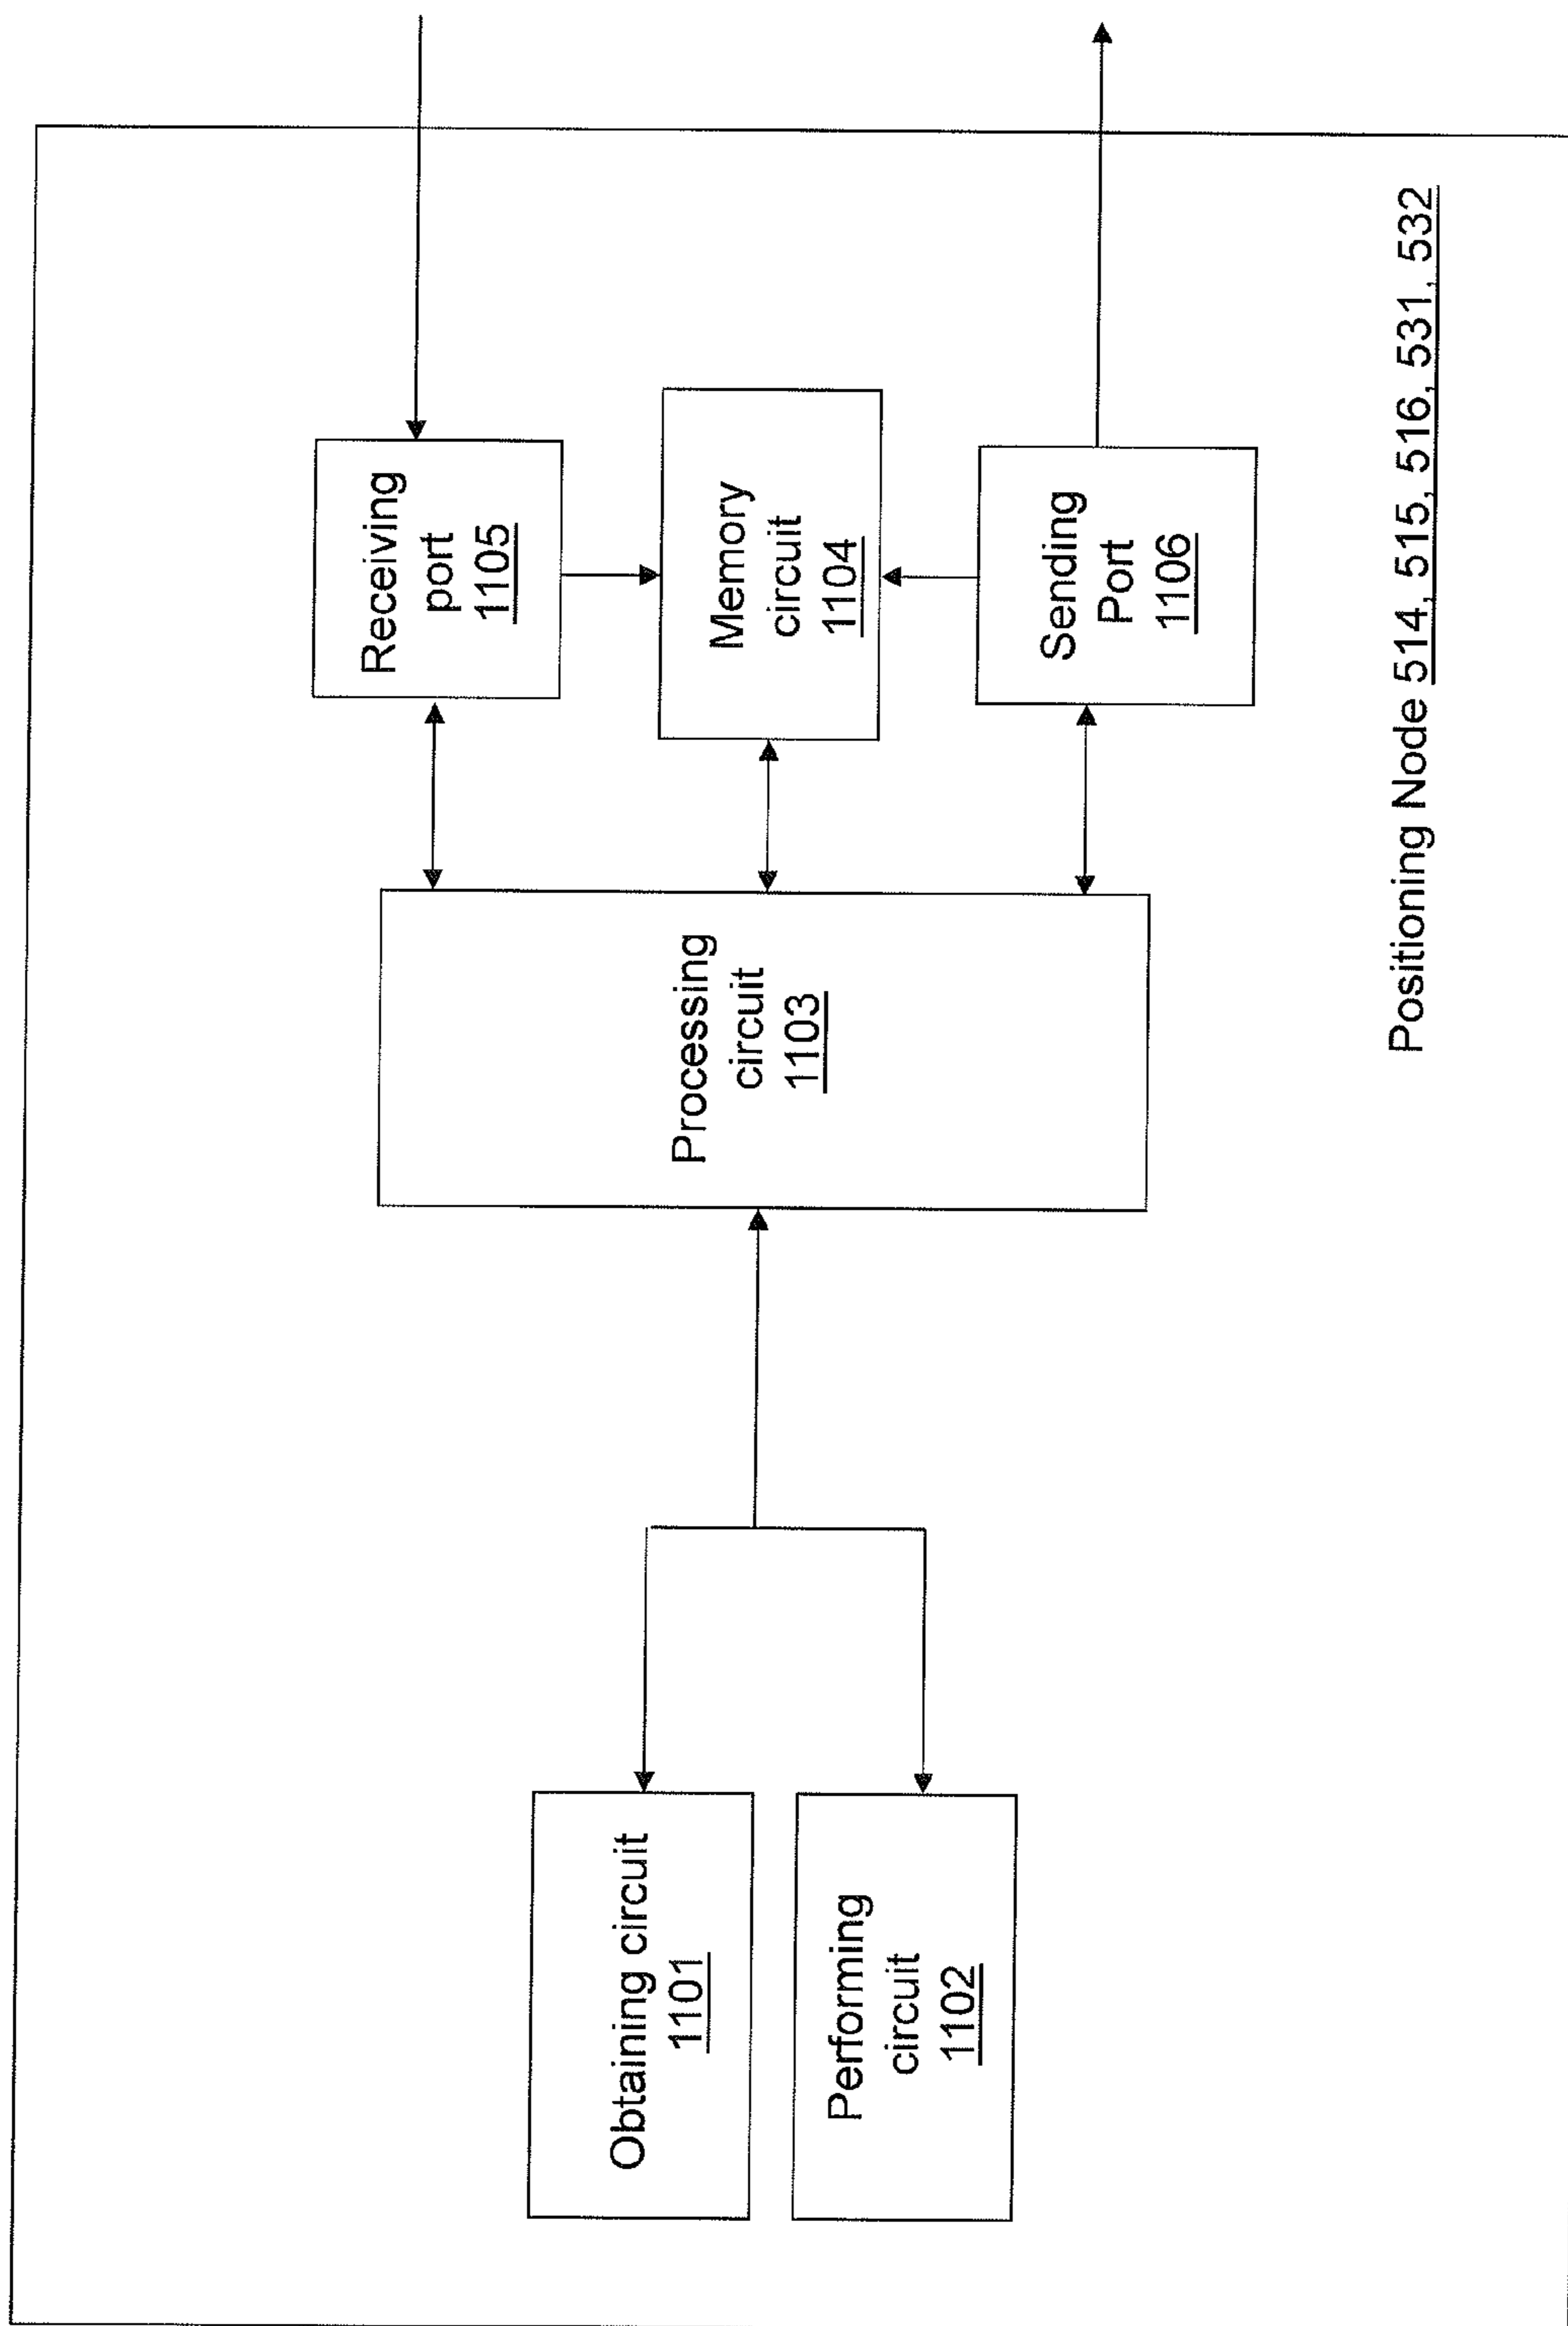 Obtaining circuit
1101
Performing
circuit
1102
Processing
circuit
1103
Receiving
port
1105
Memory
circuit
1104
Sending
Port
1106
Positioning Node 514, 515, 516, 531, 532